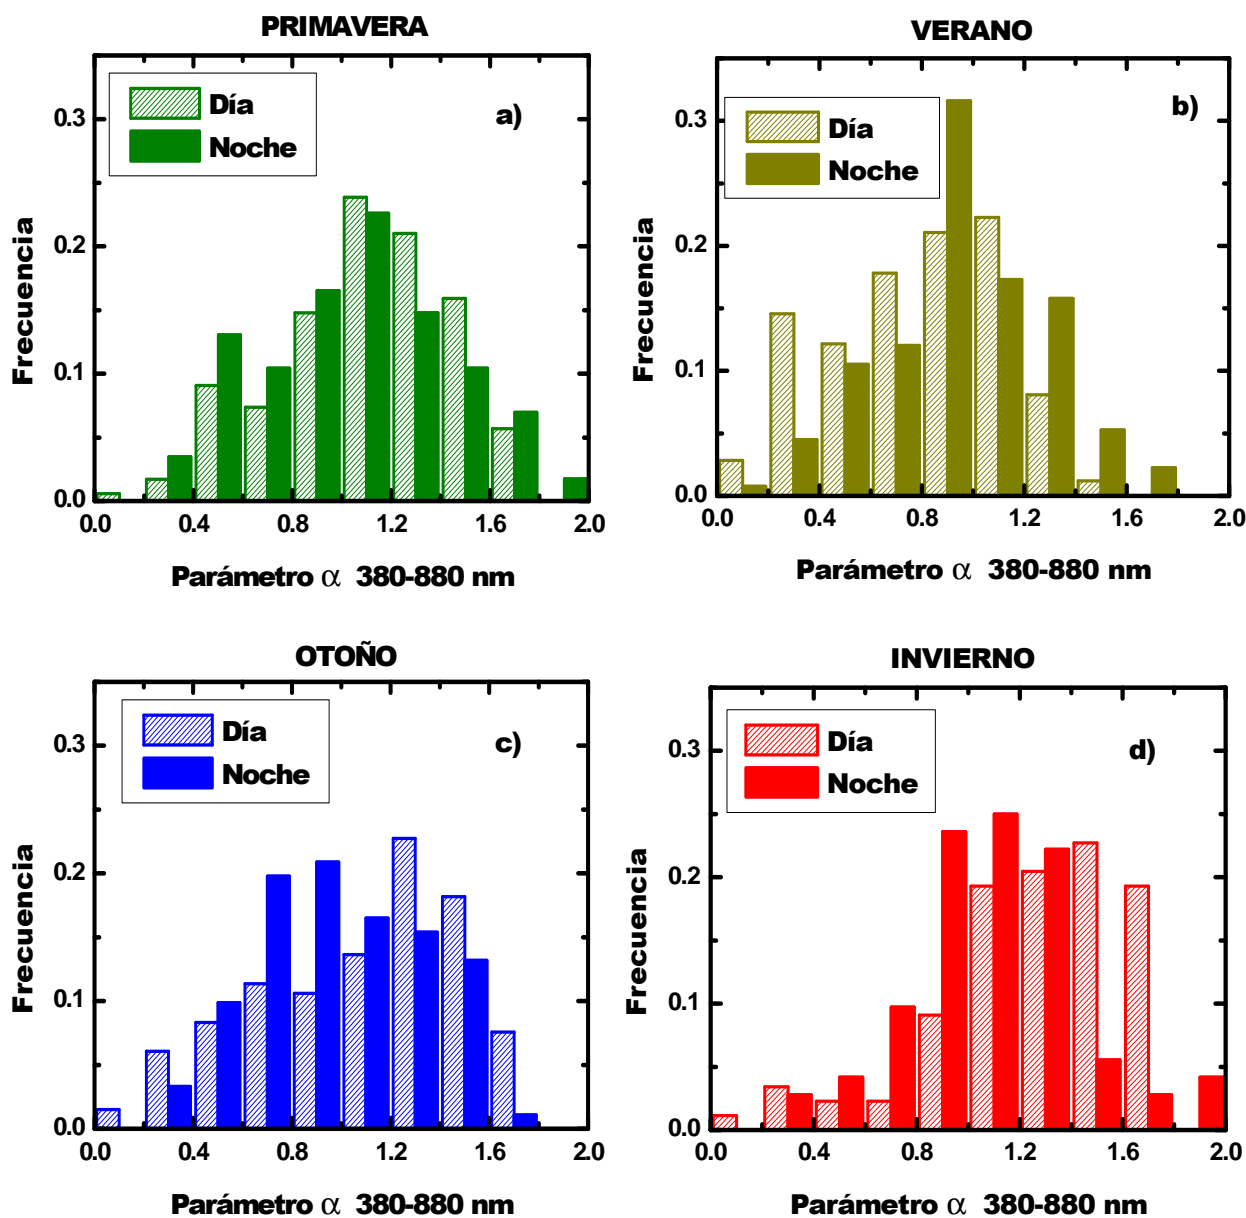 PRIMAVERA
Día
Noche
a)
0.3
0.2
0.1
0.0
Frecuencia
0.0 0.4 0.8 1.2 1.6 2.0
Parámetro α 380-880 nm
VERANO
Día
Noche
b)
0.3
0.2
0.1
0.0
Frecuencia
0.0 0.4 0.8 1.2 1.6 2.0
Parámetro α 380-880 nm
OTOÑO
Día
Noche
c)
0.3
0.2
0.1
0.0
Frecuencia
0.0 0.4 0.8 1.2 1.6 2.0
Parámetro α 380-880 nm
INVIERNO
Día
Noche
d)
0.3
0.2
0.1
0.0
Frecuencia
0.0 0.4 0.8 1.2 1.6 2.0
Parámetro α 380-880 nm